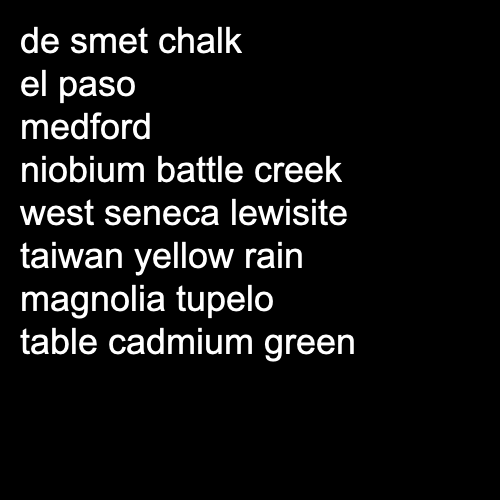 de smet chalk
el paso
medford
niobium battle creek
west seneca lewisite
taiwan yellow rain
magnolia tupelo
table cadmium green